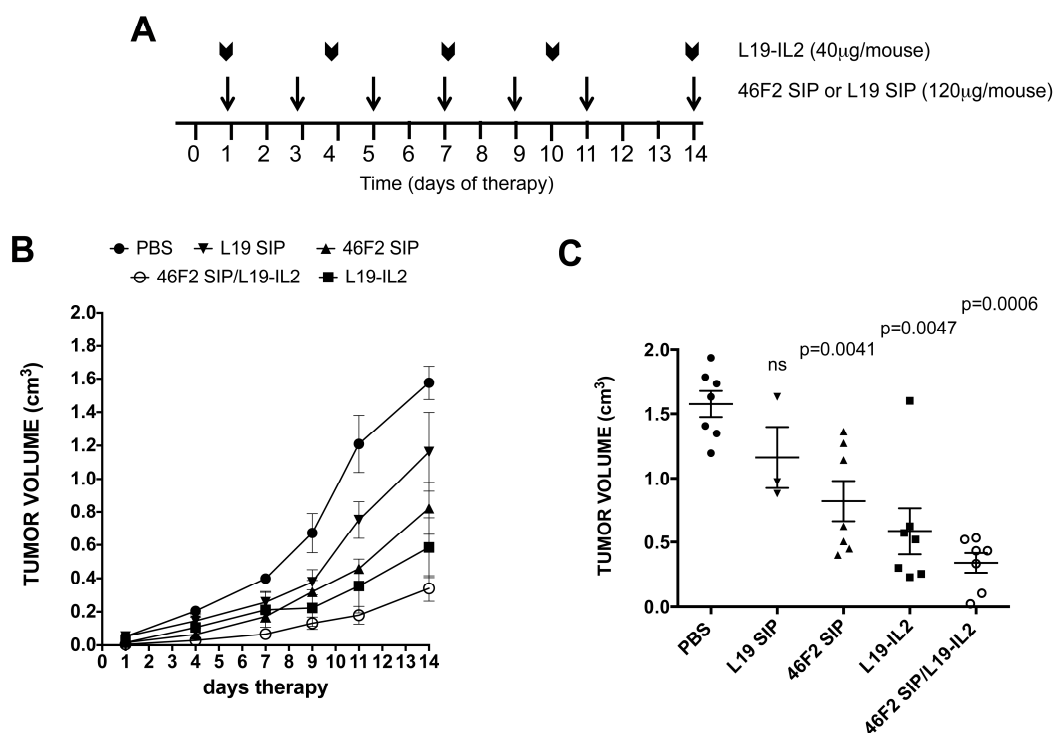 A
L19-IL2 (40μg/mouse)
46F2 SIP or L19 SIP (120μg/mouse)
0 1 2 3 4 5 6 7 8 9 10 11 12 13 14
Time (days of therapy)
B
PBS L19 SIP 46F2 SIP
46F2 SIP/L19-IL2 L19-IL2
TUMOR VOLUME (cm³)
2.0
1.8
1.6
1.4
1.2
1.0
0.8
0.6
0.4
0.2
0.0
0 1 2 3 4 5 6 7 8 9 10 11 12 13 14
days therapy
C
p=0.0006
p=0.0047
p=0.0041
ns
TUMOR VOLUME (cm³)
2.0
1.5
1.0
0.5
0.0
PBS
L19 SIP
46F2 SIP
L19-IL2
46F2 SIP/L19-IL2